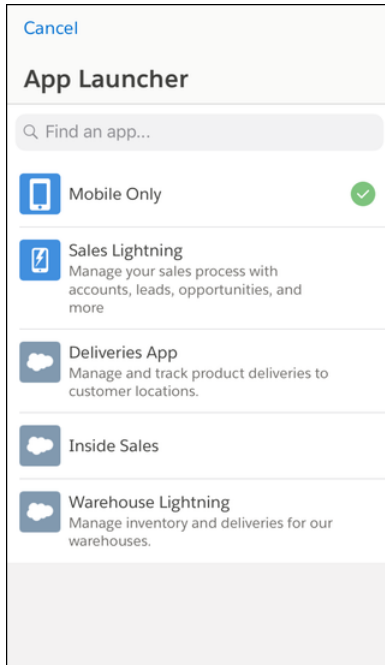 Cancel
App Launcher
Find an app...
Mobile Only
Sales Lightning
Manage your sales process with
accounts, leads, opportunities, and
more
Deliveries App
Manage and track product deliveries to
customer locations.
Inside Sales
Warehouse Lightning
Manage inventory and deliveries for our
warehouses.